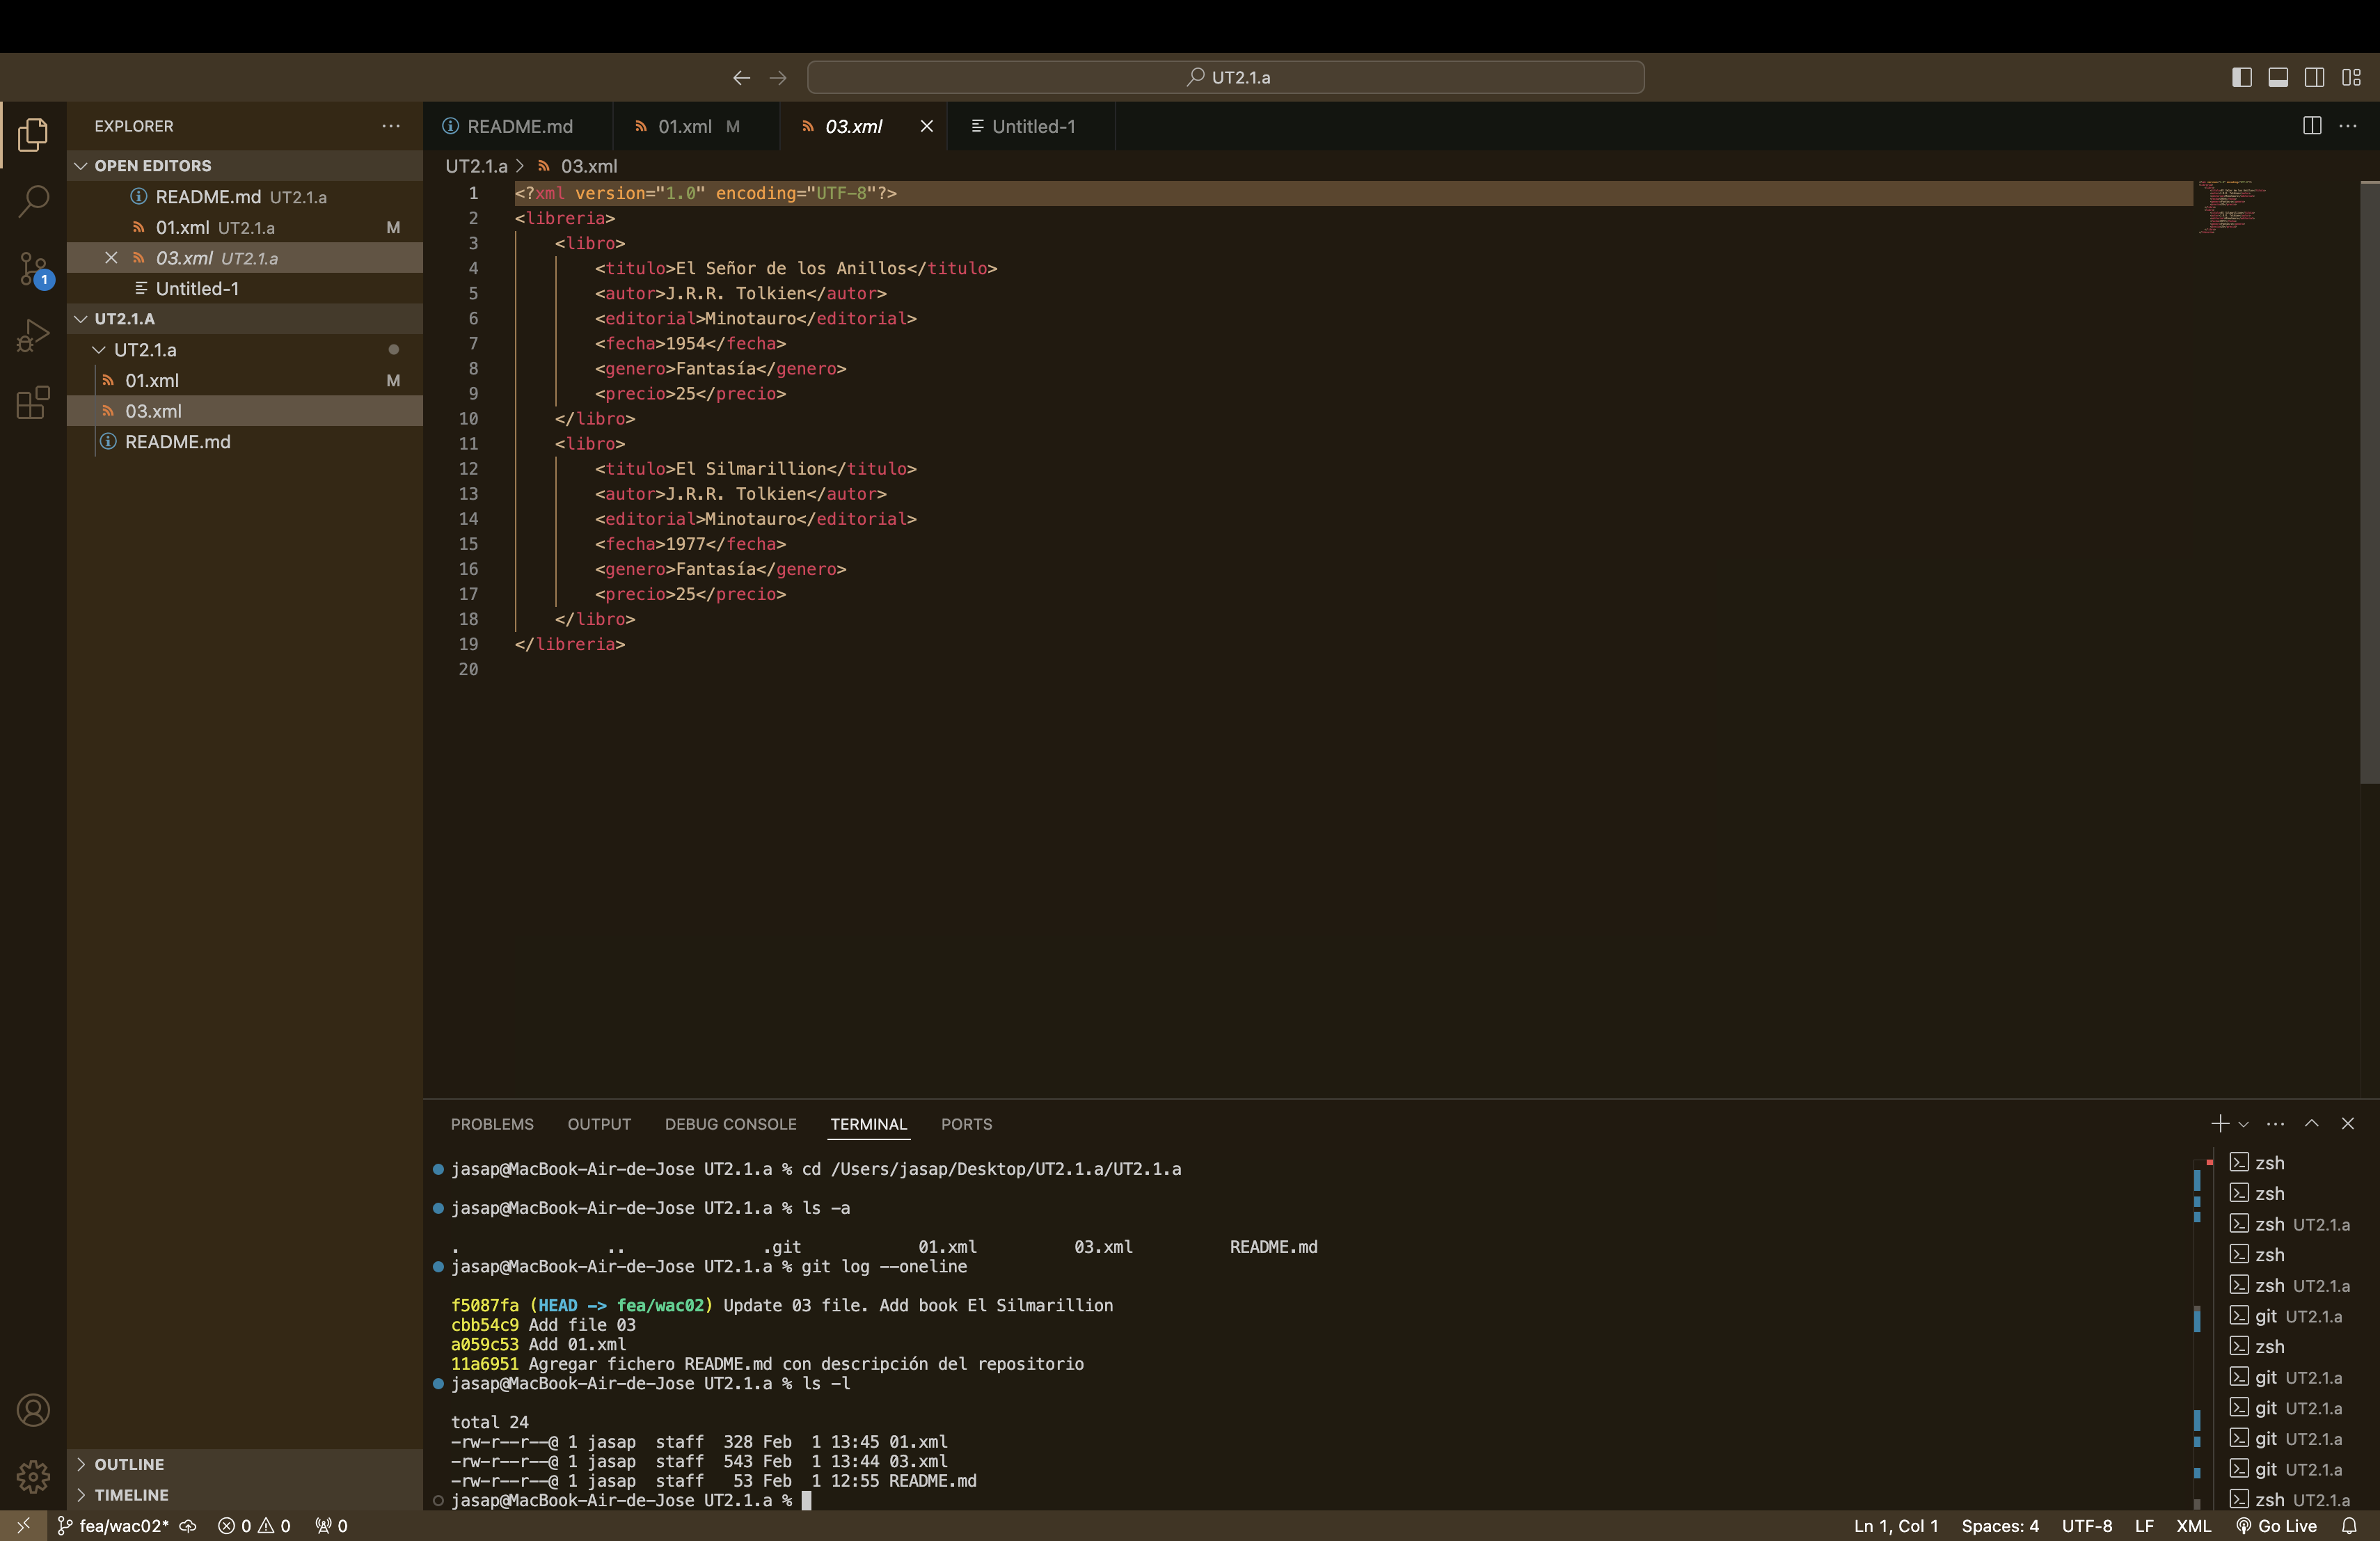 UT2.1.a
EXPLORER
OPEN EDITORS
README.md UT2.1.a
01.xml UT2.1.a M
03.xml UT2.1.a
Untitled-1
UT2.1.A
UT2.1.a
01.xml M
03.xml
README.md
OUTLINE
TIMELINE
1
README.md 01.xml M 03.xml Untitled-1
UT2.1.a > 03.xml
1 <?xml version="1.0" encoding="UTF-8"?>
2 <libreria>
3 <libro>
4 <titulo>El Señor de los Anillos</titulo>
5 <autor>J.R.R. Tolkien</autor>
6 <editorial>Minotauro</editorial>
7 <fecha>1954</fecha>
8 <genero>Fantasía</genero>
9 <precio>25</precio>
10 </libro>
11 <libro>
12 <titulo>El Silmarillion</titulo>
13 <autor>J.R.R. Tolkien</autor>
14 <editorial>Minotauro</editorial>
15 <fecha>1977</fecha>
16 <genero>Fantasía</genero>
17 <precio>25</precio>
18 </libro>
19 </libreria>
20
PROBLEMS OUTPUT DEBUG CONSOLE TERMINAL PORTS
jasap@MacBook-Air-de-Jose UT2.1.a % cd /Users/jasap/Desktop/UT2.1.a/UT2.1.a
jasap@MacBook-Air-de-Jose UT2.1.a % ls -a
. .. .git 01.xml 03.xml README.md
jasap@MacBook-Air-de-Jose UT2.1.a % git log --oneline
f5087fa (HEAD -> fea/wac02) Update 03 file. Add book El Silmarillion
cbb54c9 Add file 03
a059c53 Add 01.xml
11a6951 Agregar fichero README.md con descripción del repositorio
jasap@MacBook-Air-de-Jose UT2.1.a % ls -l
total 24
-rw-r--r--@ 1 jasap staff 328 Feb 1 13:45 01.xml
-rw-r--r--@ 1 jasap staff 543 Feb 1 13:44 03.xml
-rw-r--r--@ 1 jasap staff 53 Feb 1 12:55 README.md
jasap@MacBook-Air-de-Jose UT2.1.a %
zsh
zsh
zsh UT2.1.a
zsh
zsh UT2.1.a
git UT2.1.a
zsh
git UT2.1.a
git UT2.1.a
git UT2.1.a
git UT2.1.a
zsh UT2.1.a
fea/wac02* 0 0 0 Ln 1, Col 1 Spaces: 4 UTF-8 LF XML Go Live